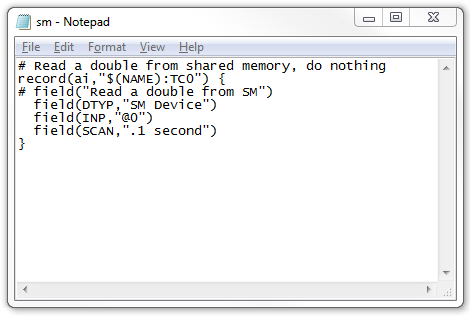 sm - Notepad
File Edit Format View Help
# Read a double from shared memory, do nothing
record(ai,"$(NAME):TC0") {
# field("Read a double from SM")
  field(DTYP,"SM Device")
  field(INP,"@0")
  field(SCAN,".1 second")
}